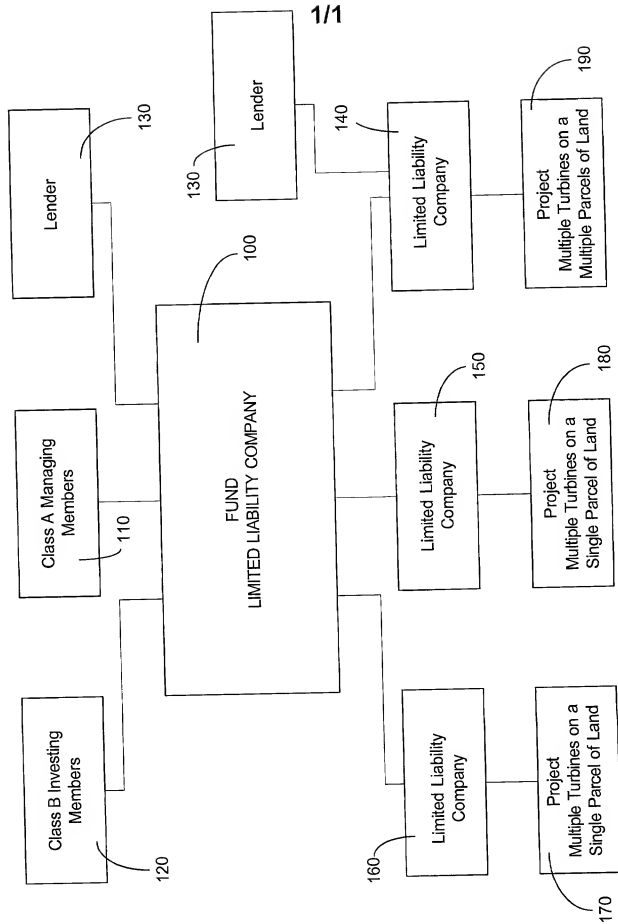 1/1
Class B Investing
Members
120
Class A Managing
Members
110
Lender
130
Lender
130
FUND
LIMITED LIABILITY COMPANY
100
Limited Liability
Company
160
Limited Liability
Company
150
Limited Liability
Company
140
Project
Multiple Turbines on a
Single Parcel of Land
170
Project
Multiple Turbines on a
Single Parcel of Land
180
Project
Multiple Turbines on a
Multiple Parcels of Land
190